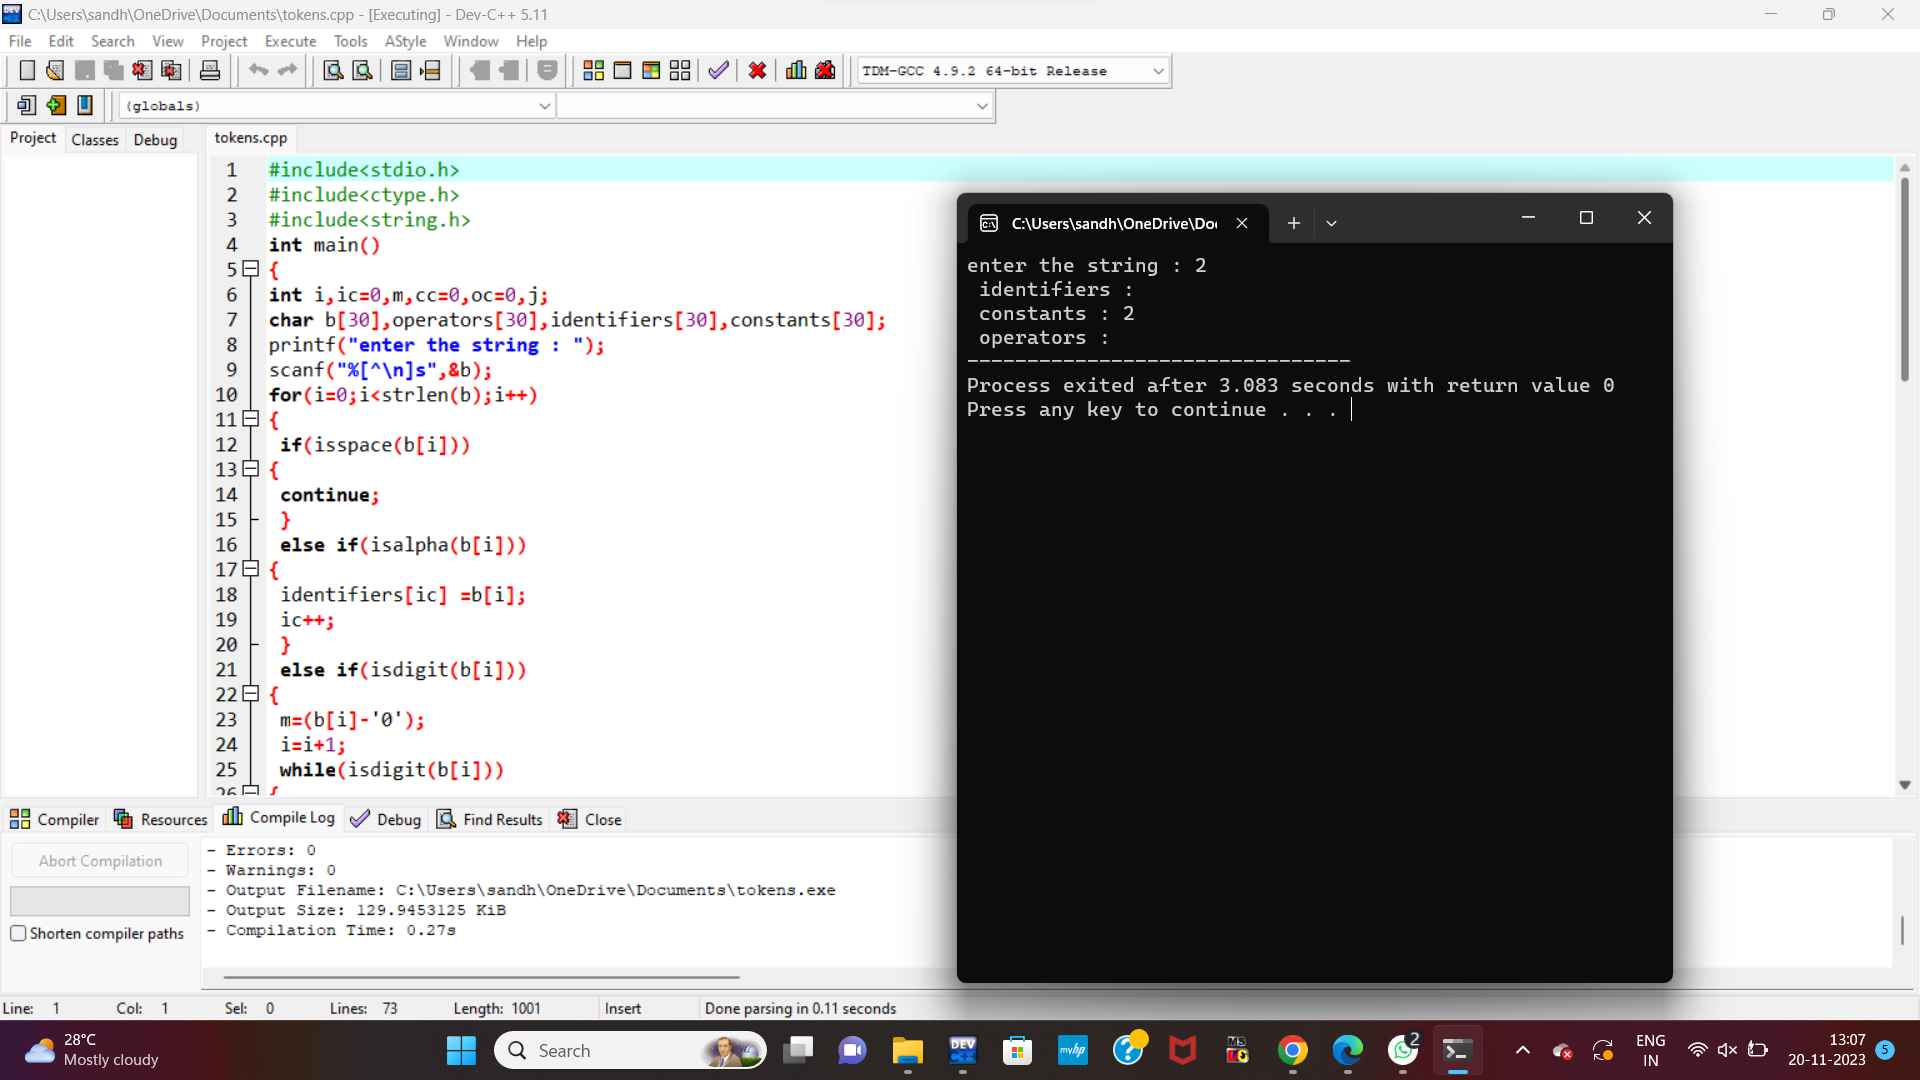 C:\Users\sandh\OneDrive\Documents\tokens.cpp - [Executing] - Dev-C++ 5.11
File Edit Search View Project Execute Tools AStyle Window Help
TDM-GCC 4.9.2 64-bit Release
(globals)
Project Classes Debug tokens.cpp
1 #include<stdio.h>
2 #include<ctype.h>
3 #include<string.h>
4 int main()
5 {
6 int i,ic=0,m,cc=0,oc=0,j;
7 char b[30],operators[30],identifiers[30],constants[30];
8 printf("enter the string : ");
9 scanf("%[^\n]s",&b);
10 for(i=0;i<strlen(b);i++)
11 {
12 if(isspace(b[i]))
13 {
14 continue;
15 }
16 else if(isalpha(b[i]))
17 {
18 identifiers[ic] =b[i];
19 ic++;
20 }
21 else if(isdigit(b[i]))
22 {
23 m=(b[i]-'0');
24 i=i+1;
25 while(isdigit(b[i]))
26 {
C:\Users\sandh\OneDrive\Do
enter the string : 2
identifiers :
constants : 2
operators :
--------------------------------
Process exited after 3.083 seconds with return value 0
Press any key to continue . . .
Compiler Resources Compile Log Debug Find Results Close
Abort Compilation
Shorten compiler paths
- Errors: 0
- Warnings: 0
- Output Filename: C:\Users\sandh\OneDrive\Documents\tokens.exe
- Output Size: 129.9453125 KiB
- Compilation Time: 0.27s
Line: 1 Col: 1 Sel: 0 Lines: 73 Length: 1001 Insert Done parsing in 0.11 seconds
28°C
Mostly cloudy
Search
DEV C++
myhp
?
MS
2
ENG
IN
13:07
20-11-2023
5